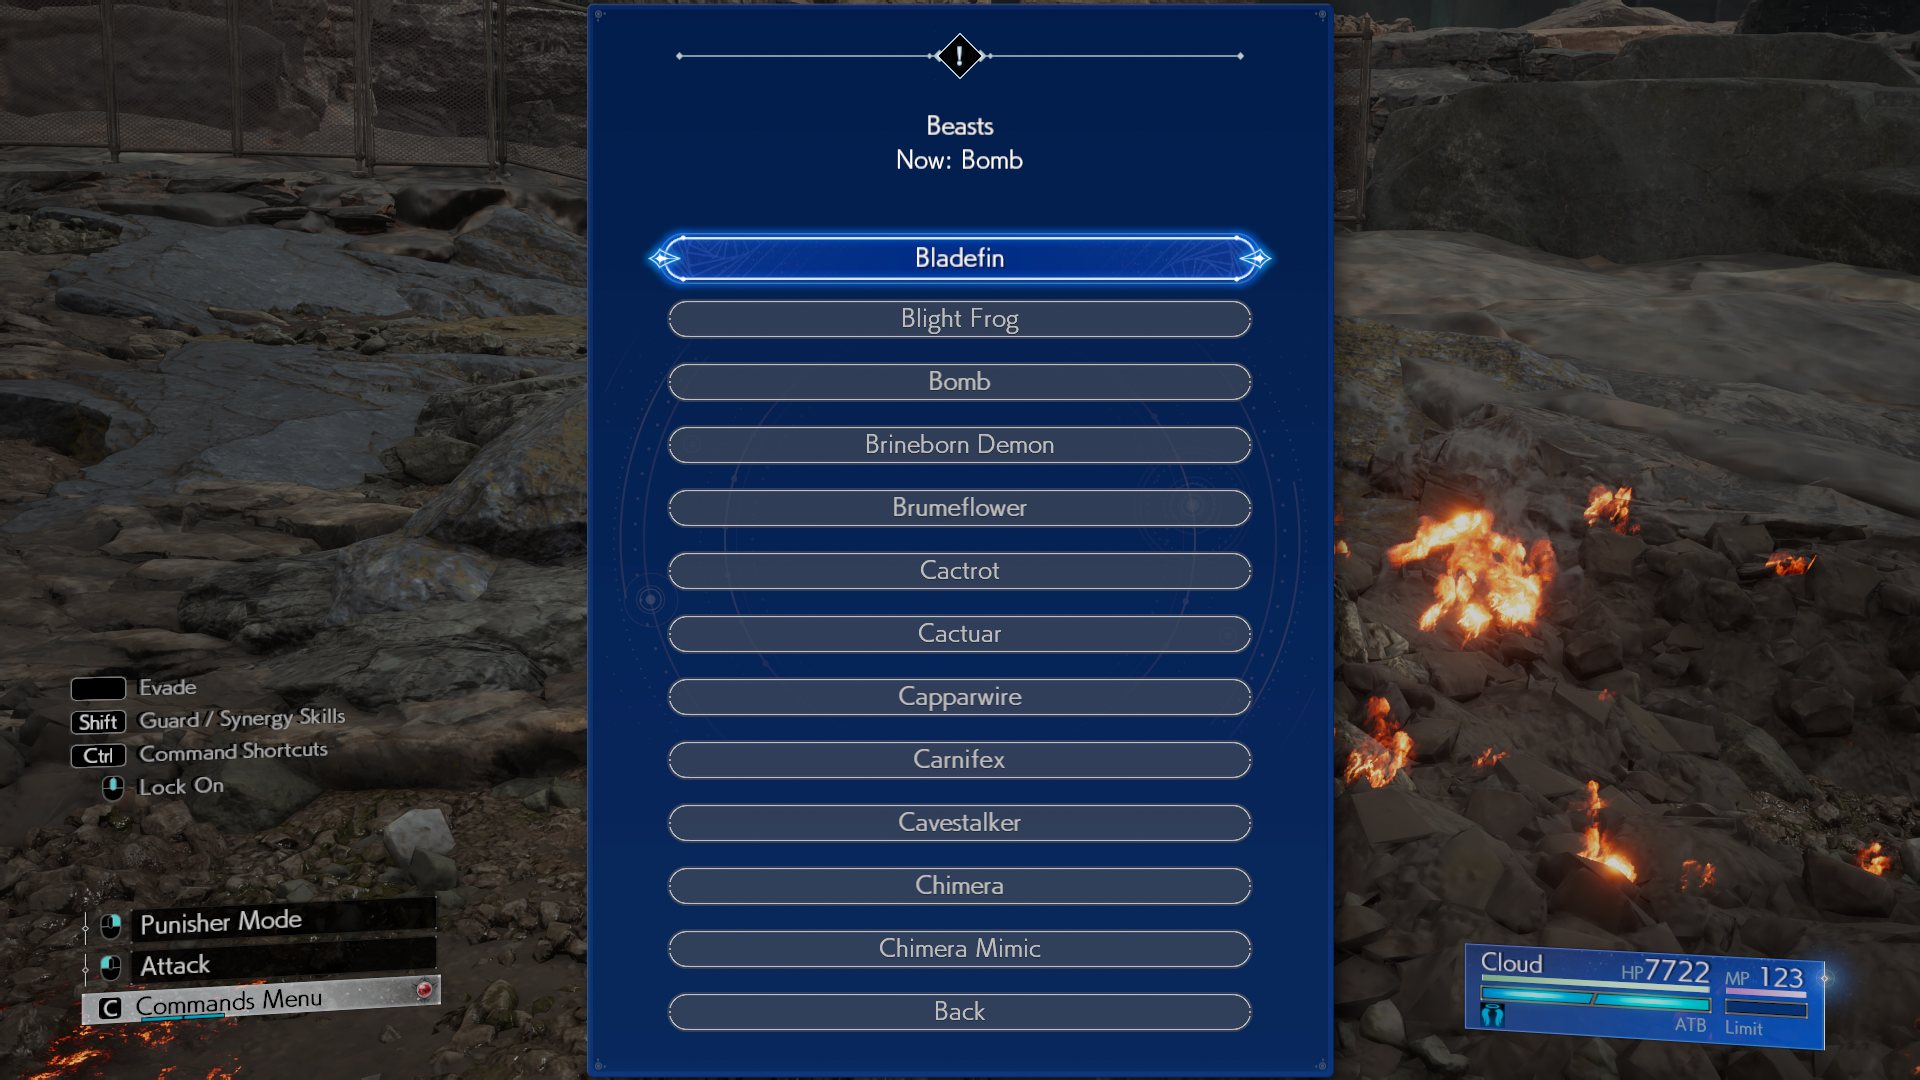 !
Beasts
Now: Bomb
Bladefin
Blight Frog
Bomb
Brineborn Demon
Brumeflower
Cactrot
Cactuar
Capparwire
Carnifex
Cavestalker
Chimera
Chimera Mimic
Back
Evade
Shift Guard / Synergy Skills
Ctrl Command Shortcuts
Lock On
Punisher Mode
Attack
C Commands Menu
Cloud HP 7722 MP 123
ATB Limit